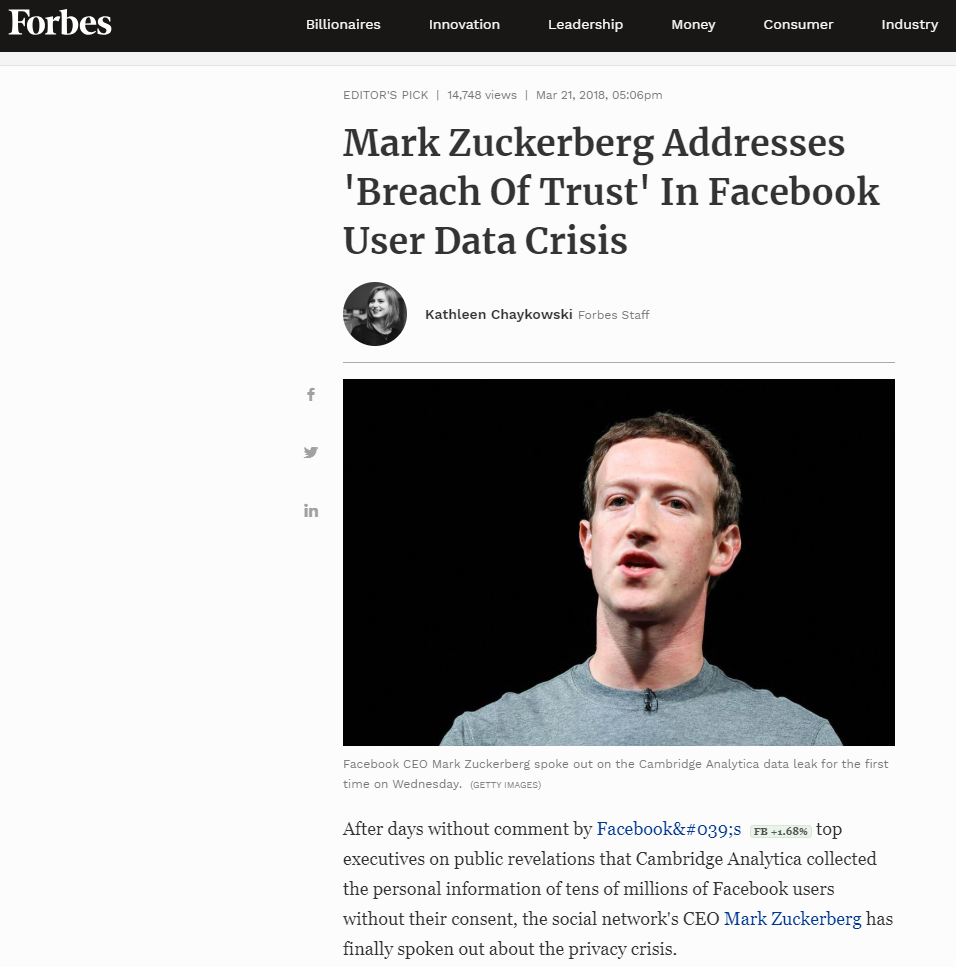 Forbes
Billionaires Innovation Leadership Money Consumer Industry
EDITOR'S PICK | 14,748 views | Mar 21, 2018, 05:06pm
Mark Zuckerberg Addresses
'Breach Of Trust' In Facebook
User Data Crisis
Kathleen Chaykowski Forbes Staff
f
in
Facebook CEO Mark Zuckerberg spoke out on the Cambridge Analytica data leak for the first
time on Wednesday. (GETTY IMAGES)
After days without comment by Facebook&#039;s FB +1.68% top
executives on public revelations that Cambridge Analytica collected
the personal information of tens of millions of Facebook users
without their consent, the social network's CEO Mark Zuckerberg has
finally spoken out about the privacy crisis.